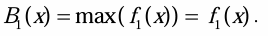 B₁(x) = max(f₁(x)) = f₁(x).